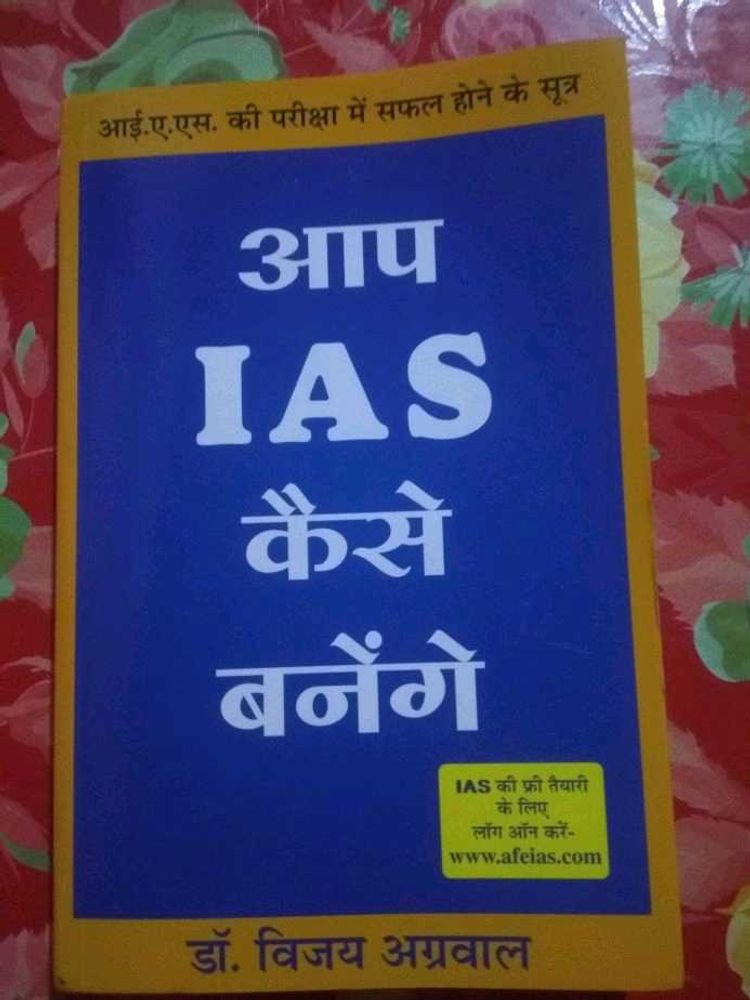 आई.ए.एस. की परीक्षा में सफल होने के सूत्र
आप
IAS
कैसे
बनेंगे
IAS की फ्री तैयारी
के लिए
लॉग ऑन करें-
www.afeias.com
डॉ. विजय अग्रवाल